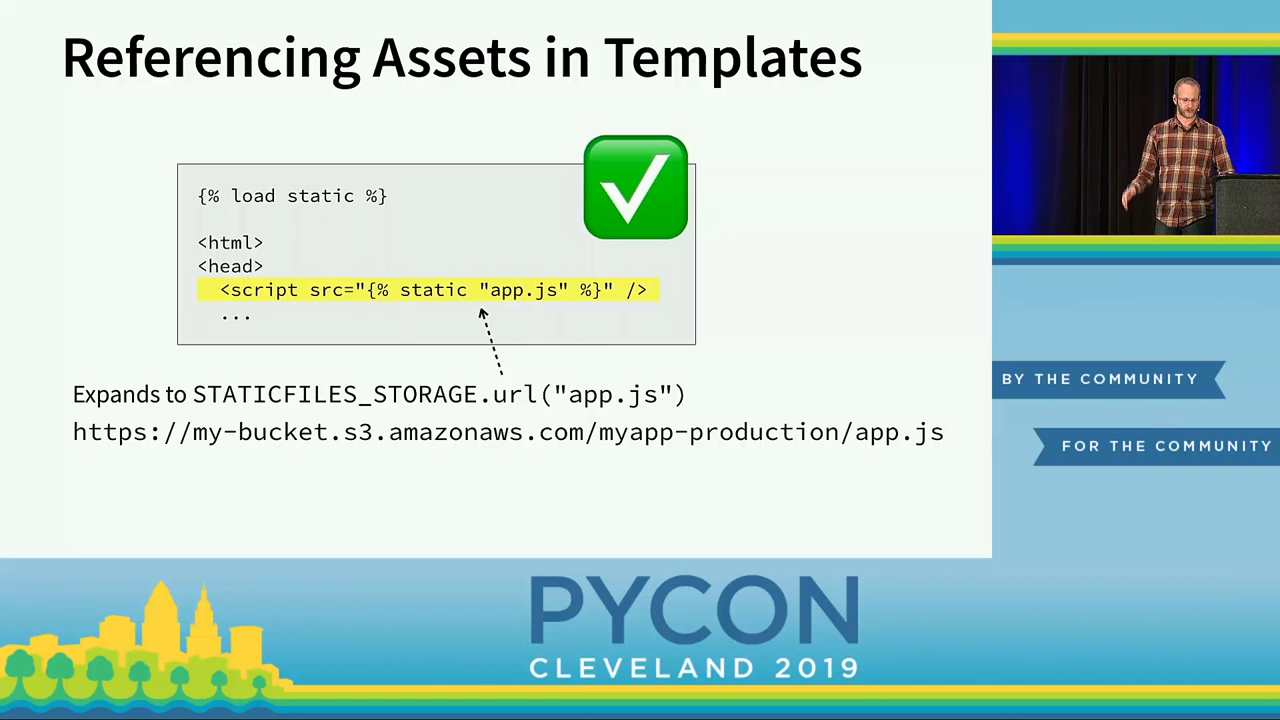 Referencing Assets in Templates
{% load static %}
<html>
<head>
<script src="{% static "app.js" %}" />
...
Expands to STATICFILES_STORAGE.url("app.js")
https://my-bucket.s3.amazonaws.com/myapp-production/app.js
BY THE COMMUNITY
FOR THE COMMUNITY
PYCON
CLEVELAND 2019